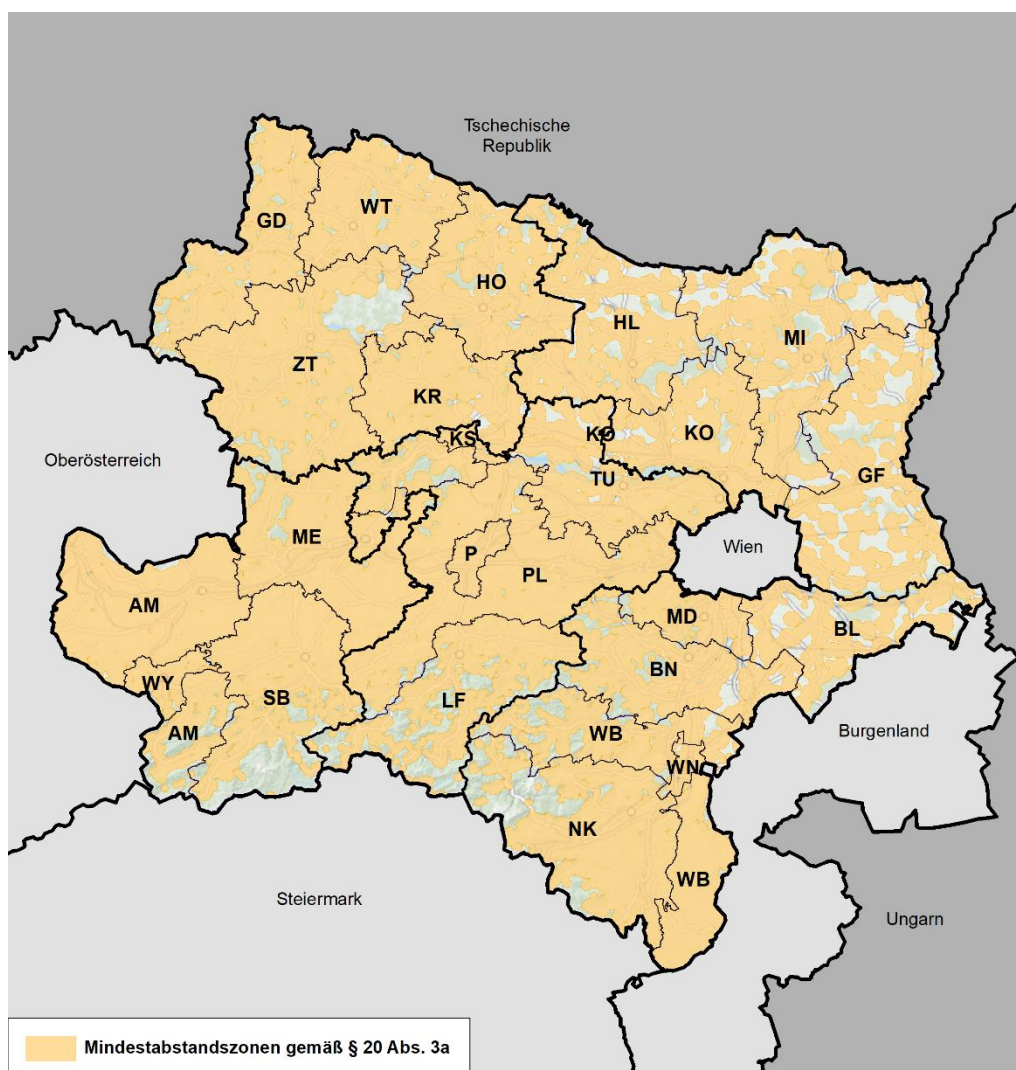 Tschechische
Republik
WT
GD
HO
HL
MI
ZT
KR
KS
KO
KO
GF
Oberösterreich
TU
ME
P
PL
Wien
AM
MD
BL
BN
WY
SB
LF
AM
WB
WN
Burgenland
NK
WB
Steiermark
Ungarn
Mindestabstandszonen gemäß § 20 Abs. 3a